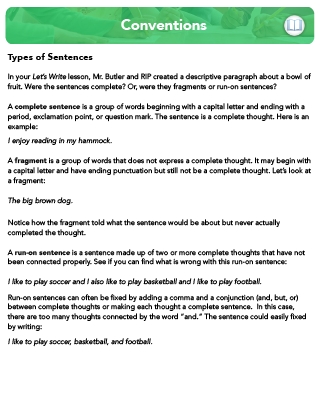 Conventions
Types of Sentences
In your Let's Write lesson, Mr. Butler and RIP created a descriptive paragraph about a bowl of
fruit. Were the sentences complete? Or, were they fragments or run-on sentences?
A complete sentence is a group of words beginning with a capital letter and ending with a
period, exclamation point, or question mark. The sentence is a complete thought. Here is an
example:
I enjoy reading in my hammock.
A fragment is a group of words that does not express a complete thought. It may begin with
a capital letter and have ending punctuation but still not be a complete thought. Let's look at
a fragment:
The big brown dog.
Notice how the fragment told what the sentence would be about but never actually
completed the thought.
A run-on sentence is a sentence made up of two or more complete thoughts that have not
been connected properly. See if you can find what is wrong with this run-on sentence:
I like to play soccer and I also like to play basketball and I like to play football.
Run-on sentences can often be fixed by adding a comma and a conjunction (and, but, or)
between complete thoughts or making each thought a complete sentence. In this case,
there are too many thoughts connected by the word "and." The sentence could easily fixed
by writing:
I like to play soccer, basketball, and football.